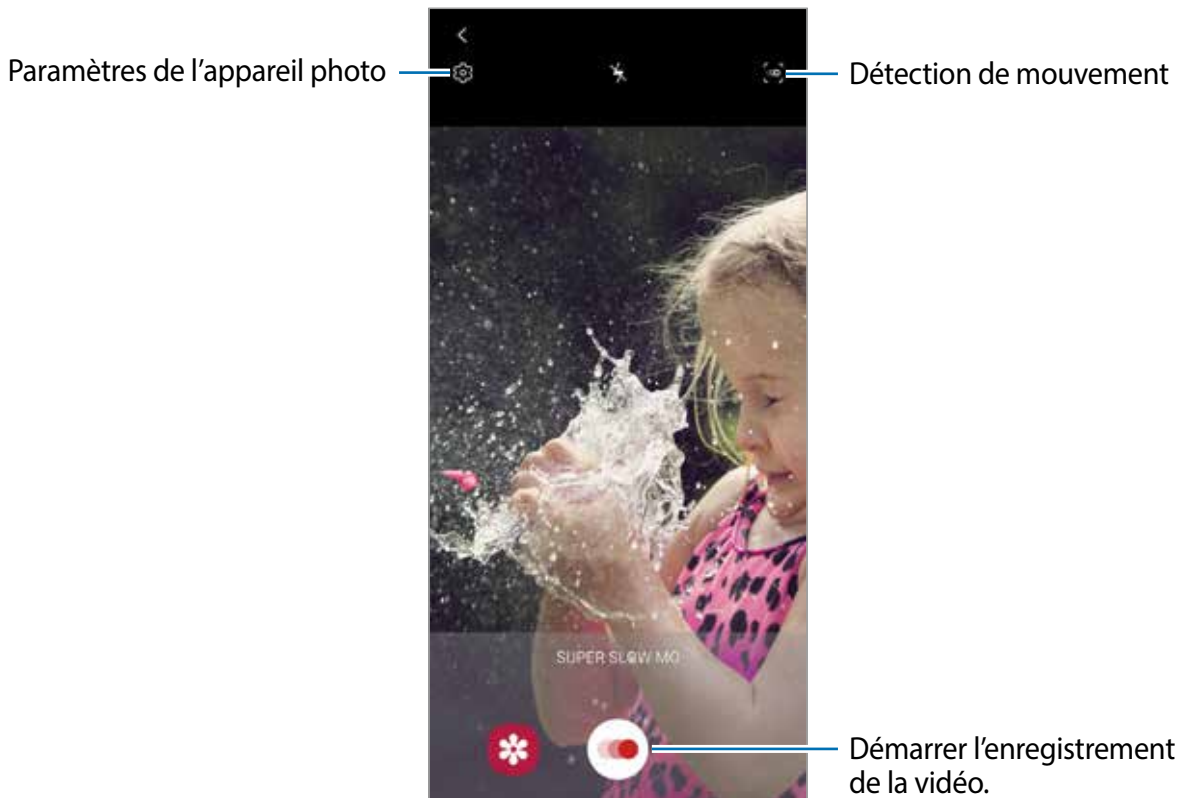 Paramètres de l'appareil photo
Détection de mouvement
SUPER SLOW MO
Démarrer l'enregistrement
de la vidéo.